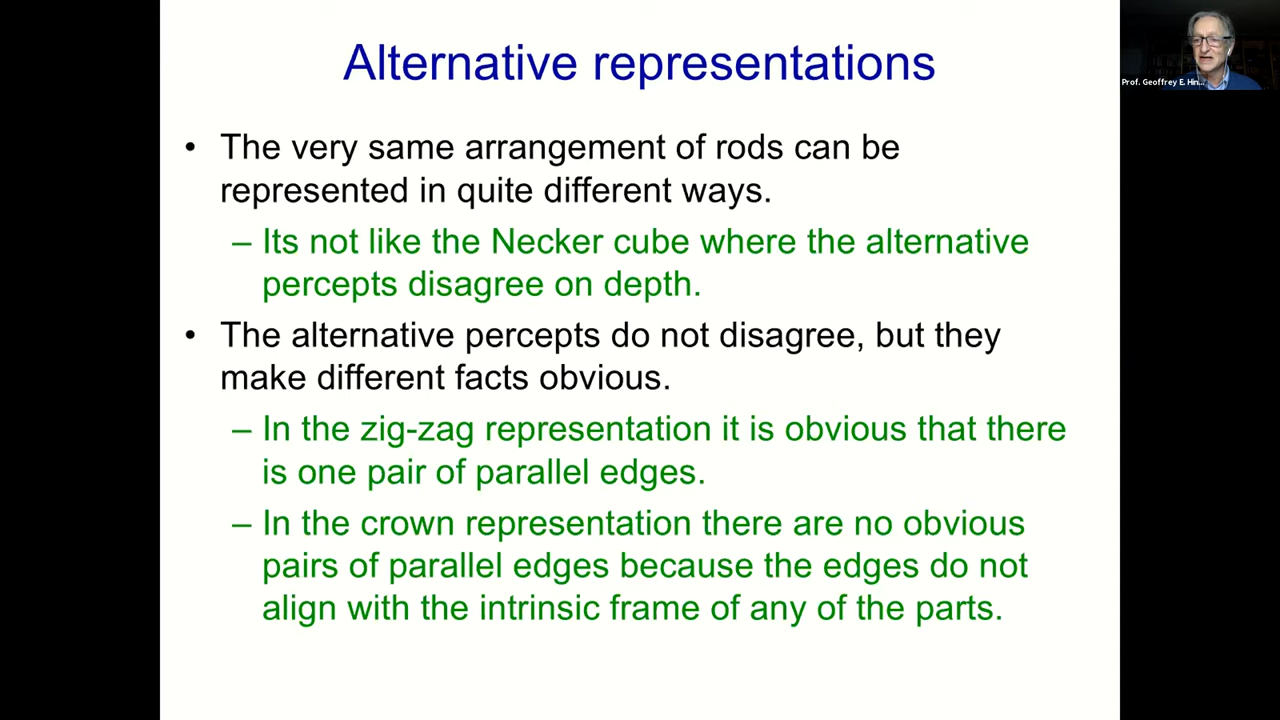 Alternative representations
• The very same arrangement of rods can be
represented in quite different ways.
– Its not like the Necker cube where the alternative
percepts disagree on depth.
• The alternative percepts do not disagree, but they
make different facts obvious.
– In the zig-zag representation it is obvious that there
is one pair of parallel edges.
– In the crown representation there are no obvious
pairs of parallel edges because the edges do not
align with the intrinsic frame of any of the parts.
Prof. Geoffrey E. Hin...